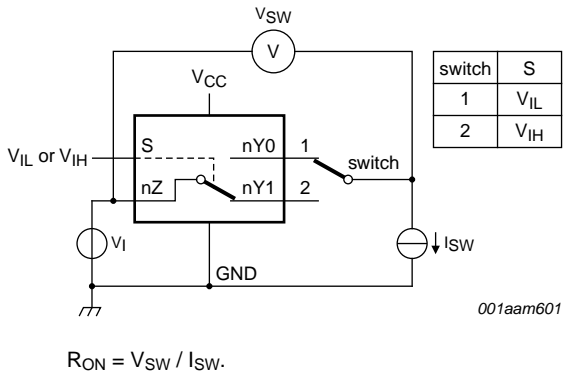 VSW
V
VCC
switch S
1 VIL
2 VIH
S
nY0 1
switch
VIL or VIH
nZ
nY1 2
VI
ISW
GND
001aam601
RON = VSW / ISW.